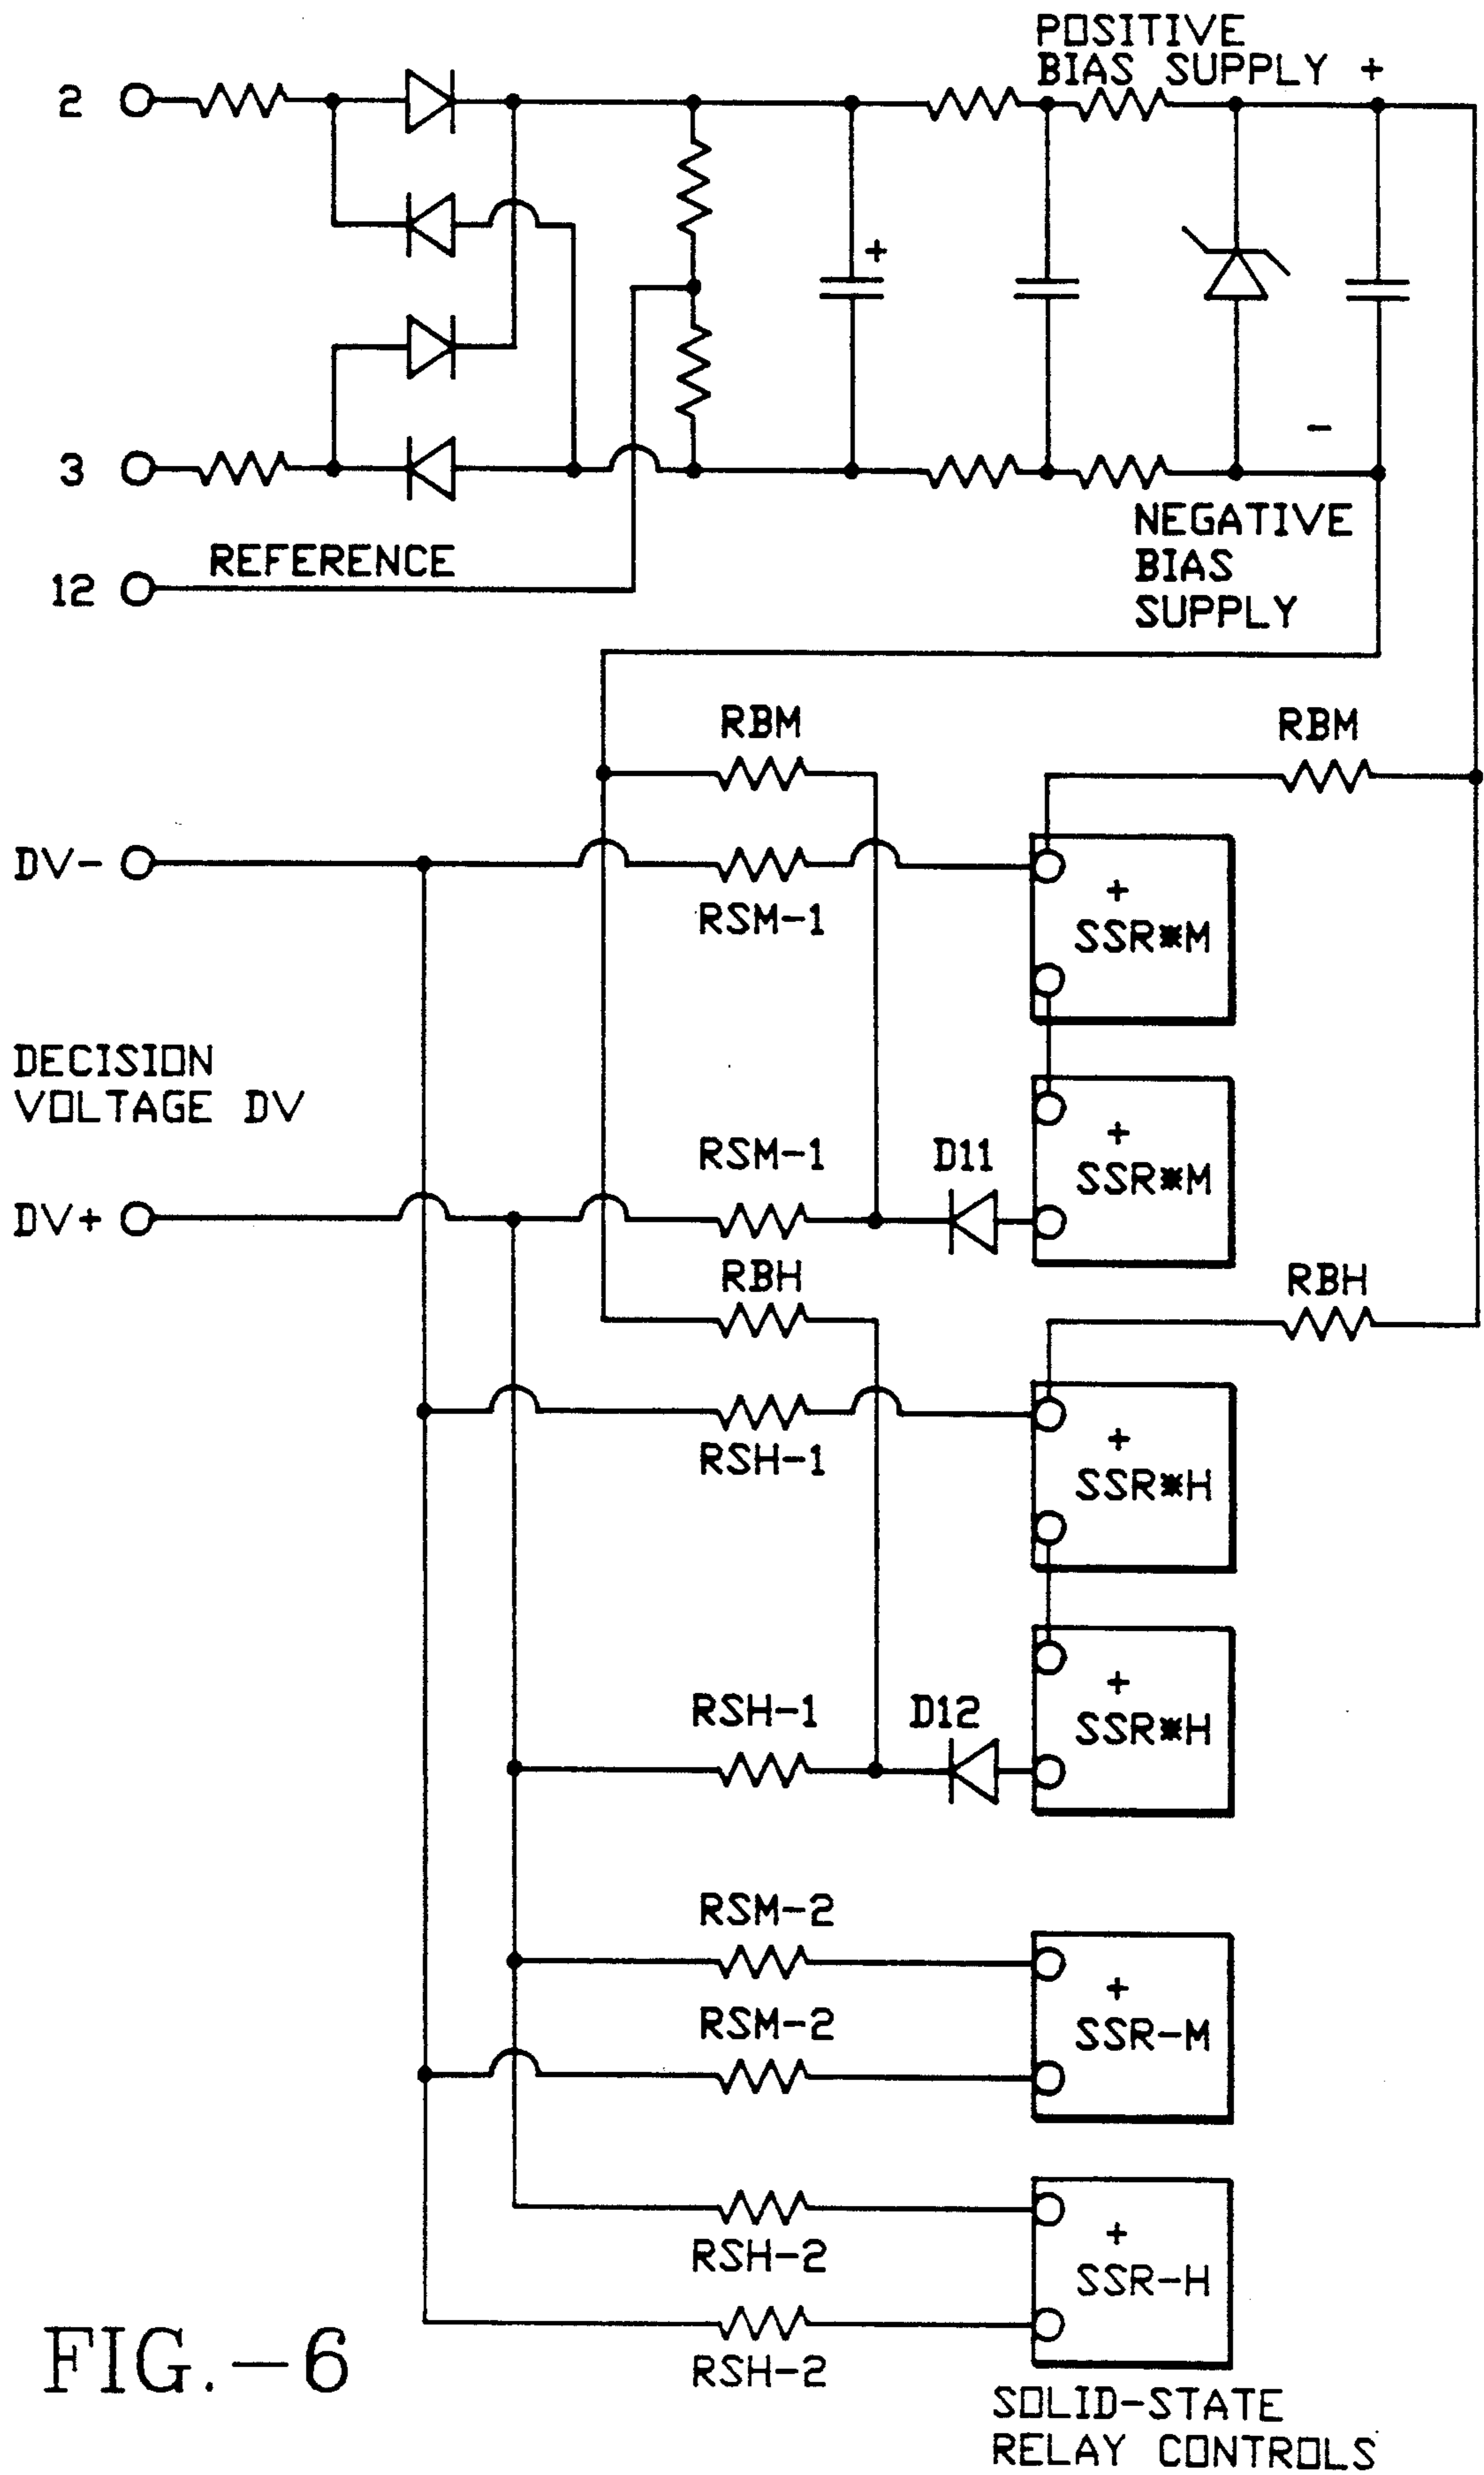 POSITIVE
BIAS SUPPLY +
2
+
-
3
NEGATIVE
BIAS
SUPPLY
REFERENCE
12
RBM
RBM
DV-
RSM-1
+
SSR*M
DECISION
VOLTAGE DV
RSM-1
D11
+
SSR*M
DV+
RBH
RBH
RSH-1
+
SSR*H
RSH-1
D12
+
SSR*H
RSM-2
+
RSM-2
SSR-M
+
RSH-2
SSR-H
RSH-2
FIG.-6
SOLID-STATE
RELAY CONTROLS